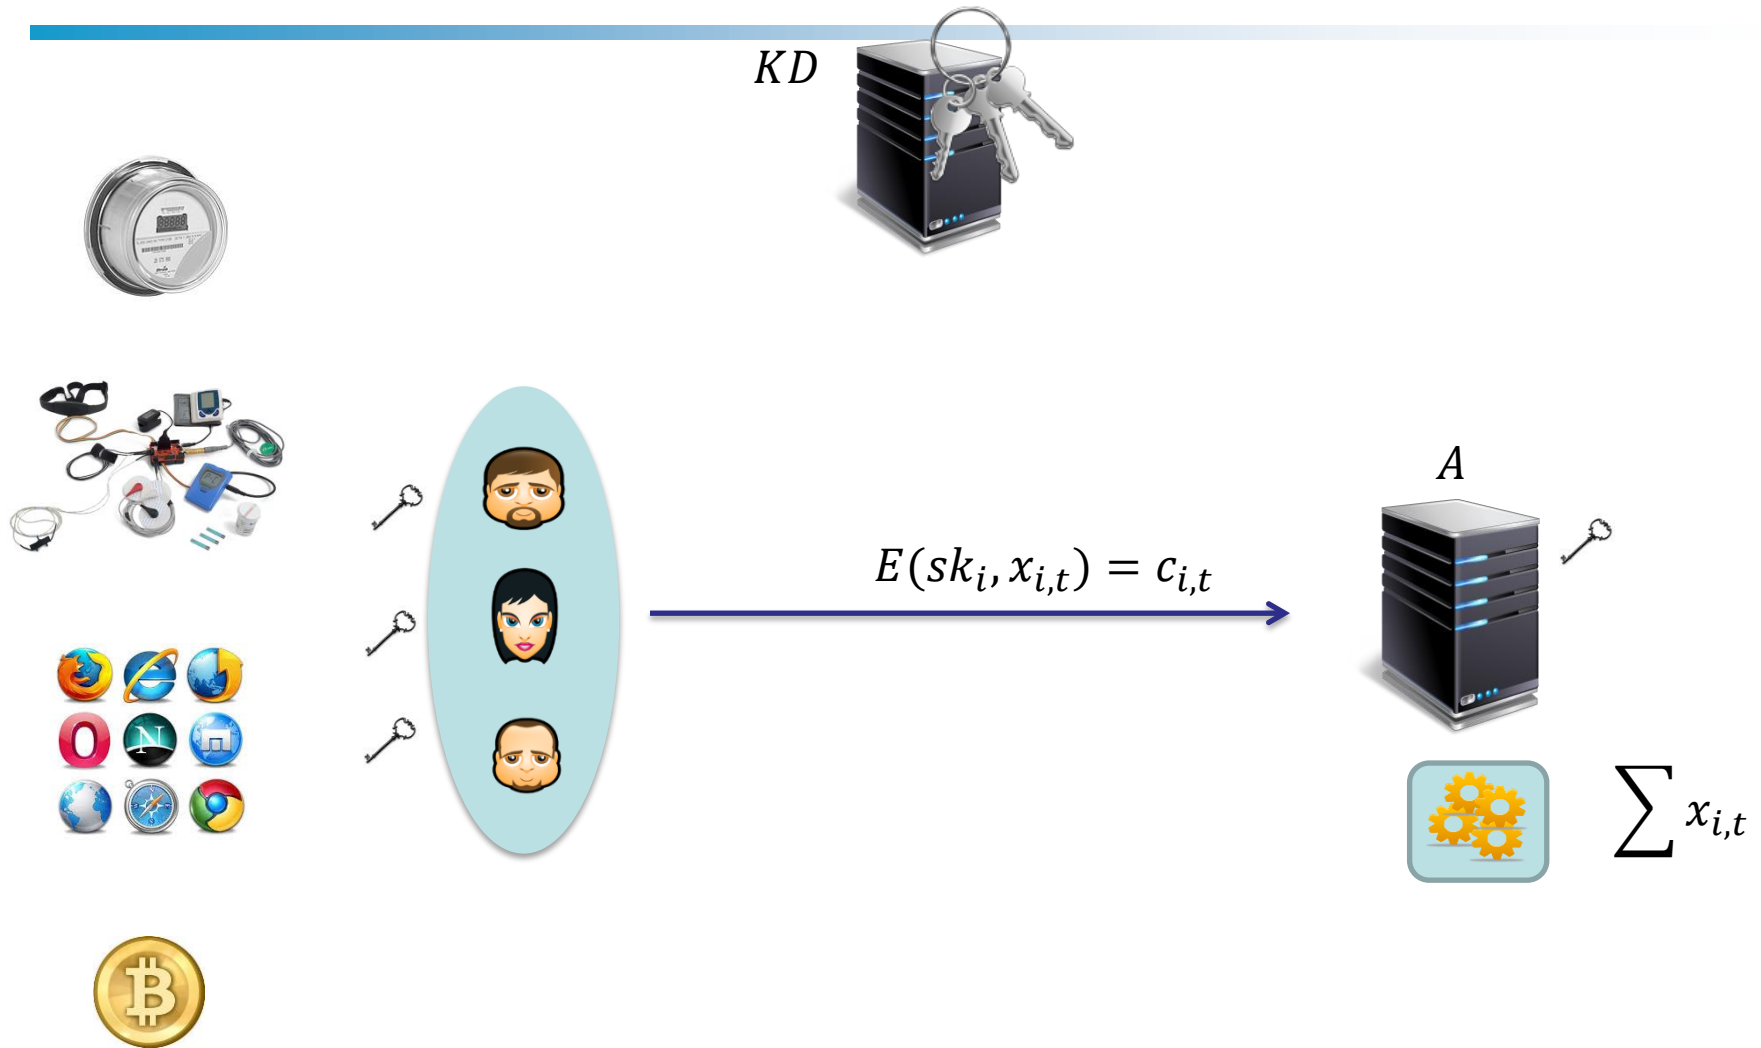 KD
A
E(sk_i, x_{i,t}) = c_{i,t}
∑ x_{i,t}